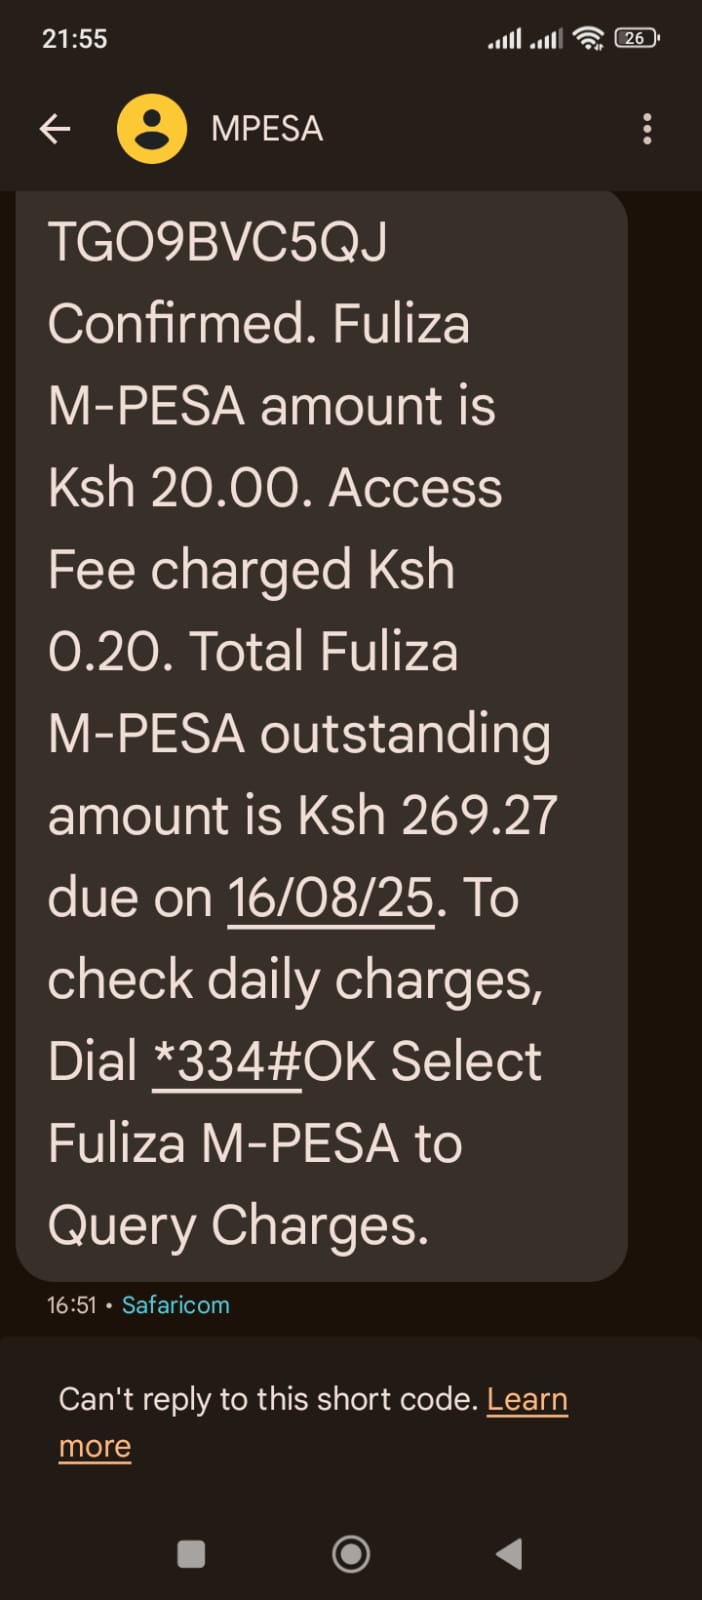 21:55
26
MPESA
TGO9BVC5QJ
Confirmed. Fuliza
M-PESA amount is
Ksh 20.00. Access
Fee charged Ksh
0.20. Total Fuliza
M-PESA outstanding
amount is Ksh 269.27
due on 16/08/25. To
check daily charges,
Dial *334#OK Select
Fuliza M-PESA to
Query Charges.
16:51 • Safaricom
Can't reply to this short code. Learn
more